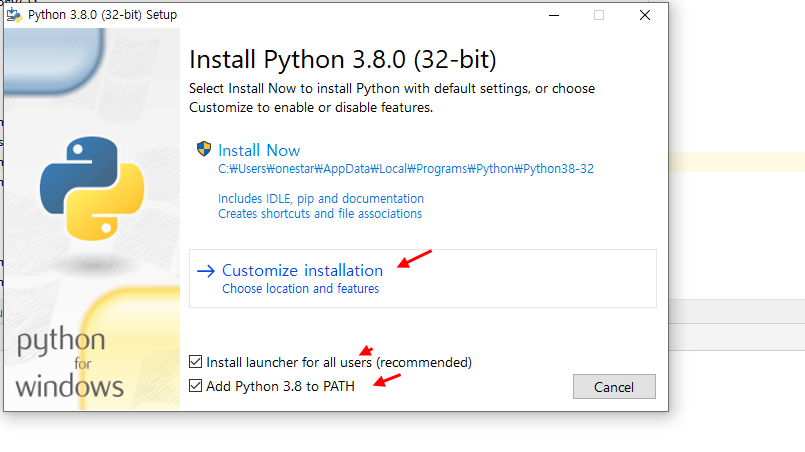 Python 3.8.0 (32-bit) Setup
Install Python 3.8.0 (32-bit)
Select Install Now to install Python with default settings, or choose
Customize to enable or disable features.
Install Now
C:₩Users₩onestar₩AppData₩Local₩Programs₩Python₩Python38-32
Includes IDLE, pip and documentation
Creates shortcuts and file associations
Customize installation
Choose location and features
python
for
windows
Install launcher for all users (recommended)
Add Python 3.8 to PATH
Cancel